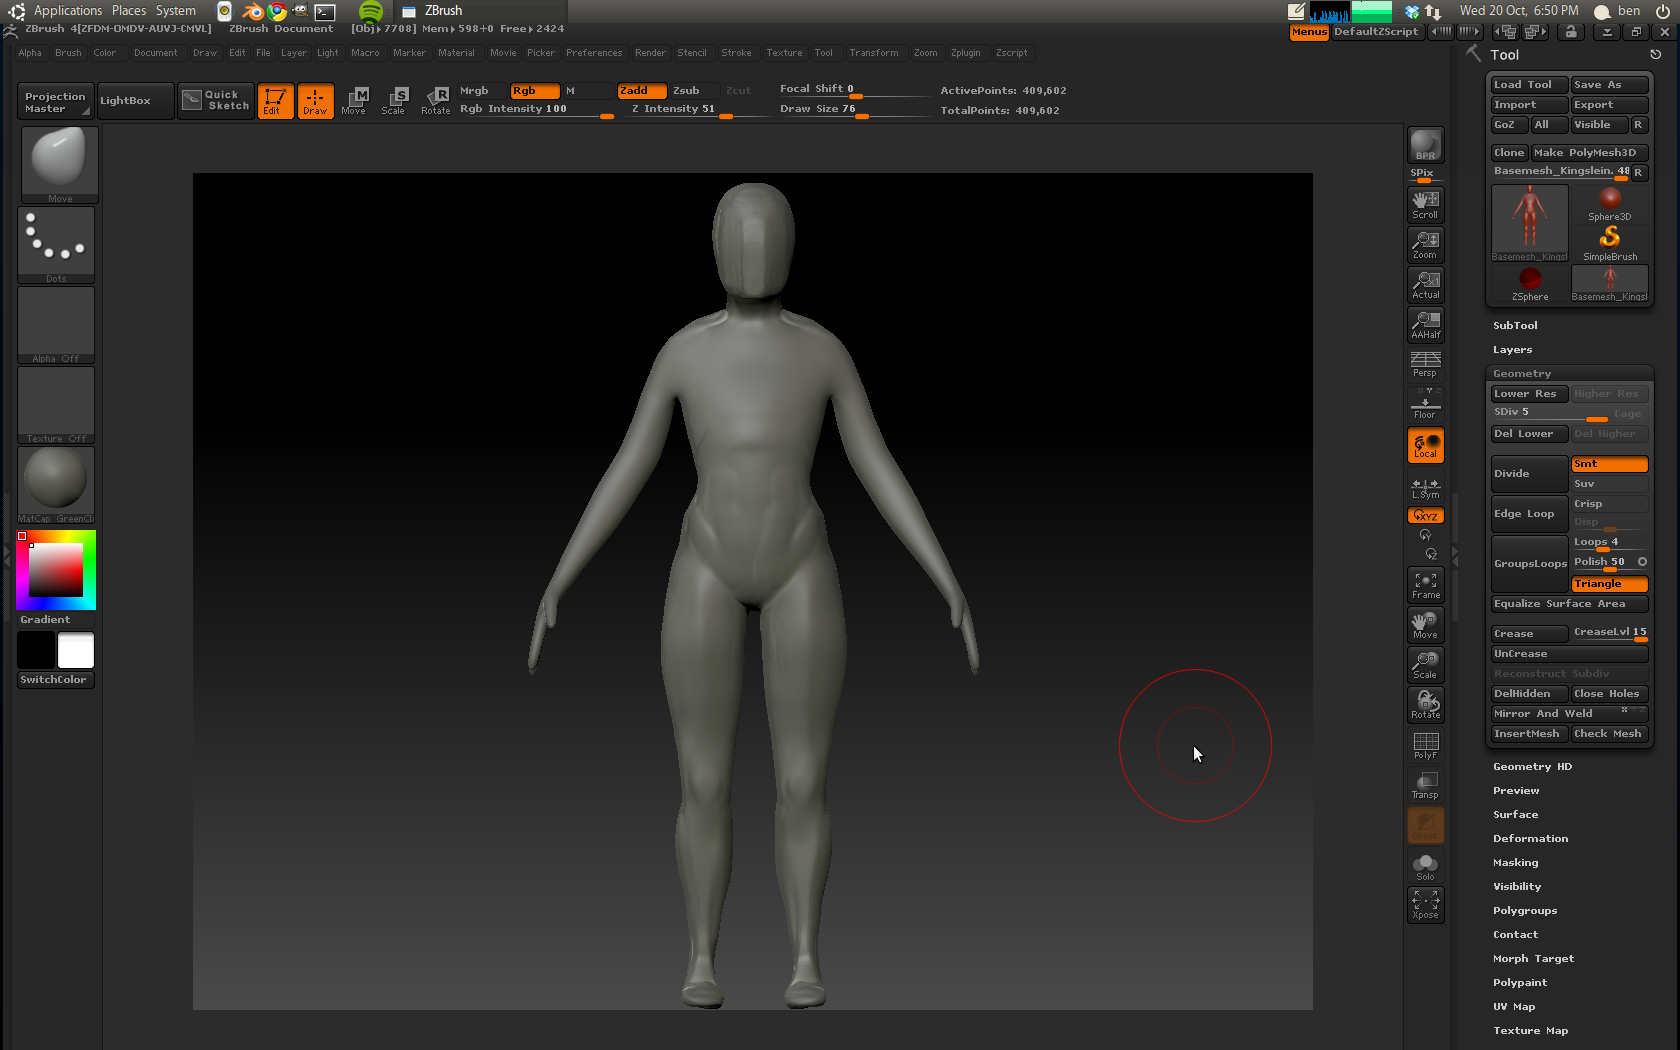 Applications Places System
ZBrush
Wed 20 Oct, 6:50 PM
ben
ZBrush 4[ZFDM-OMDV-AUVJ-CMVL] ZBrush Document [Obj▸7708] Mem▸598+0 Free▸2424
Menus DefaultZScript
Alpha Brush Color Document Draw Edit File Layer Light Macro Marker Material Movie Picker Preferences Render Stencil Stroke Texture Tool Transform Zoom Zplugin Zscript
Projection Master
LightBox
Quick Sketch
Edit
Draw
Move
Scale
Rotate
Mrgb Rgb M
Rgb Intensity 100
Zadd Zsub Zcut
Z Intensity 51
Focal Shift 0
Draw Size 76
ActivePoints: 409,602
TotalPoints: 409,602
Move
Dots
Alpha Off
Texture Off
MatCap GreenCl
Gradient
SwitchColor
BPR
SPix
Scroll
Zoom
Actual
AAHalf
Persp
Floor
Local
L.Sym
XYZ
Y
Z
Frame
Move
Scale
Rotate
PolyF
Transp
Ghost
Solo
Xpose
Tool
Load Tool Save As
Import Export
GoZ All Visible R
Clone Make PolyMesh3D
Basemesh_Kingslein. 48 R
Basemesh_Kingsl
Sphere3D
SimpleBrush
ZSphere
Basemesh_Kingsl
SubTool
Layers
Geometry
Lower Res Higher Res
SDiv 5 Cage
Del Lower Del Higher
Divide
Smt
Suv
Edge Loop
Crisp
Disp
GroupsLoops
Loops 4
Polish 50
Triangle
Equalize Surface Area
Crease CreaseLvl 15
UnCrease
Reconstruct Subdiv
DelHidden Close Holes
Mirror And Weld
InsertMesh Check Mesh
Geometry HD
Preview
Surface
Deformation
Masking
Visibility
Polygroups
Contact
Morph Target
Polypaint
UV Map
Texture Map